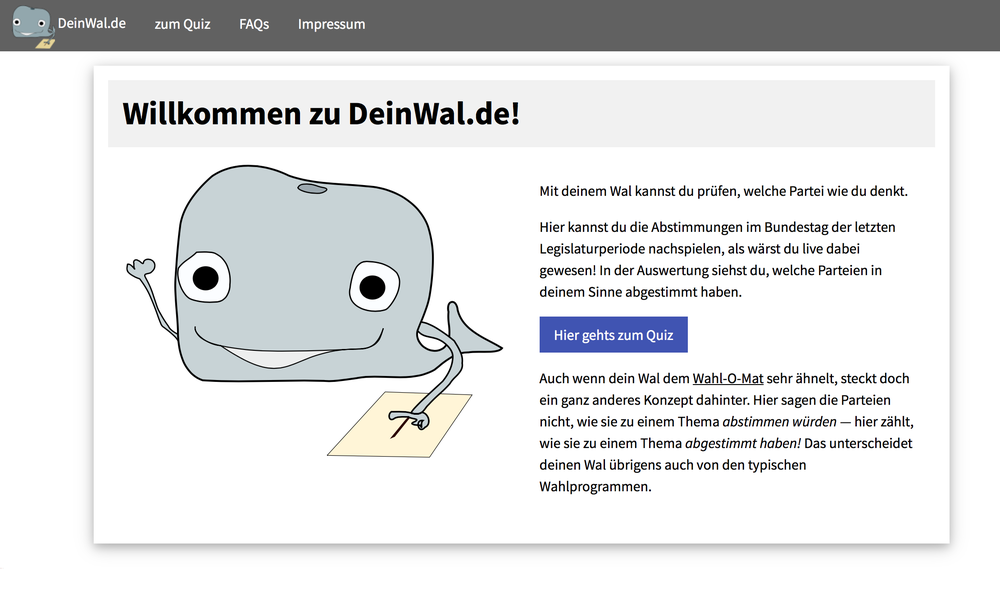 DeinWal.de zum Quiz FAQs Impressum
Willkommen zu DeinWal.de!
Mit deinem Wal kannst du prüfen, welche Partei wie du denkt.
Hier kannst du die Abstimmungen im Bundestag der letzten
Legislaturperiode nachspielen, als wärst du live dabei
gewesen! In der Auswertung siehst du, welche Parteien in
deinem Sinne abgestimmt haben.
Hier gehts zum Quiz
Auch wenn dein Wal dem Wahl-O-Mat sehr ähnelt, steckt doch
ein ganz anderes Konzept dahinter. Hier sagen die Parteien
nicht, wie sie zu einem Thema abstimmen würden — hier zählt,
wie sie zu einem Thema abgestimmt haben! Das unterscheidet
deinen Wal übrigens auch von den typischen
Wahlprogrammen.